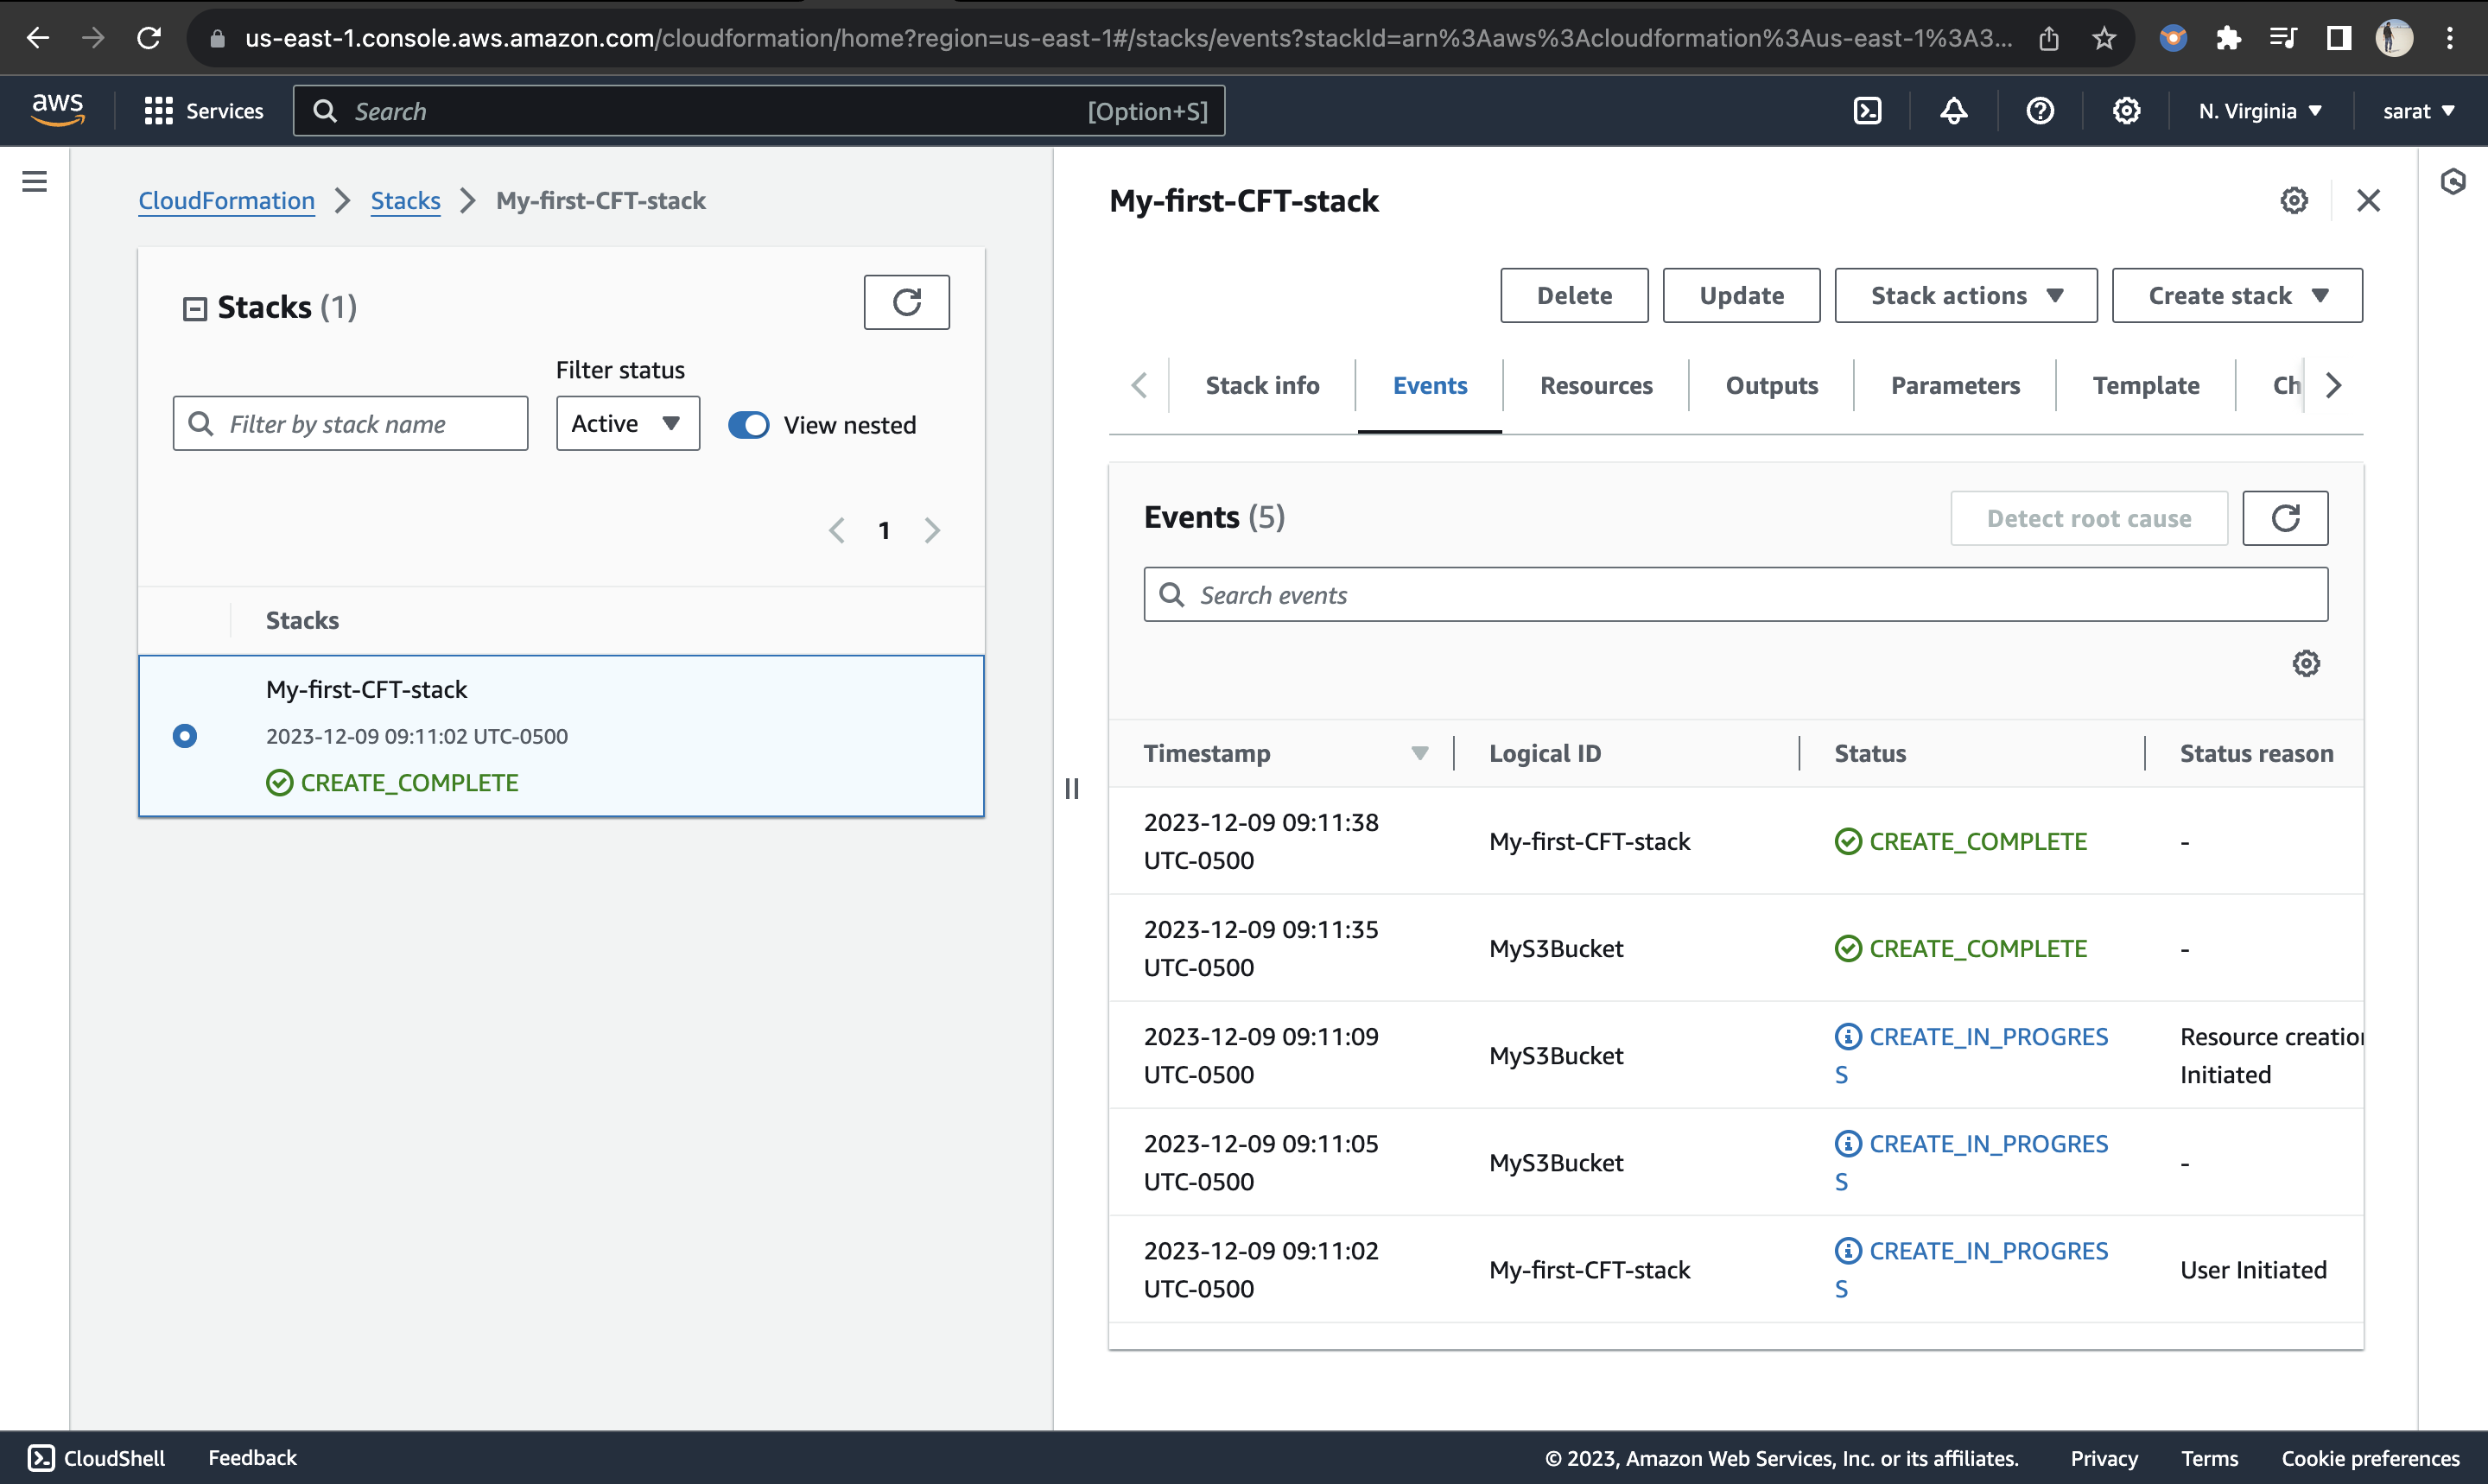 us-east-1.console.aws.amazon.com/cloudformation/home?region=us-east-1#/stacks/events?stackId=arn%3Aaws%3Acloudformation%3Aus-east-1%3A3...
aws
Services
Search
[Option+S]
N. Virginia
sarat
CloudFormation
Stacks
My-first-CFT-stack
Stacks (1)
Filter status
Filter by stack name
Active
View nested
1
Stacks
My-first-CFT-stack
2023-12-09 09:11:02 UTC-0500
CREATE_COMPLETE
My-first-CFT-stack
Delete
Update
Stack actions
Create stack
Stack info
Events
Resources
Outputs
Parameters
Template
Ch
Events (5)
Detect root cause
Search events
Timestamp
Logical ID
Status
Status reason
2023-12-09 09:11:38
UTC-0500
My-first-CFT-stack
CREATE_COMPLETE
-
2023-12-09 09:11:35
UTC-0500
MyS3Bucket
CREATE_COMPLETE
-
2023-12-09 09:11:09
UTC-0500
MyS3Bucket
CREATE_IN_PROGRES
S
Resource creation
Initiated
2023-12-09 09:11:05
UTC-0500
MyS3Bucket
CREATE_IN_PROGRES
S
-
2023-12-09 09:11:02
UTC-0500
My-first-CFT-stack
CREATE_IN_PROGRES
S
User Initiated
CloudShell
Feedback
© 2023, Amazon Web Services, Inc. or its affiliates.
Privacy
Terms
Cookie preferences